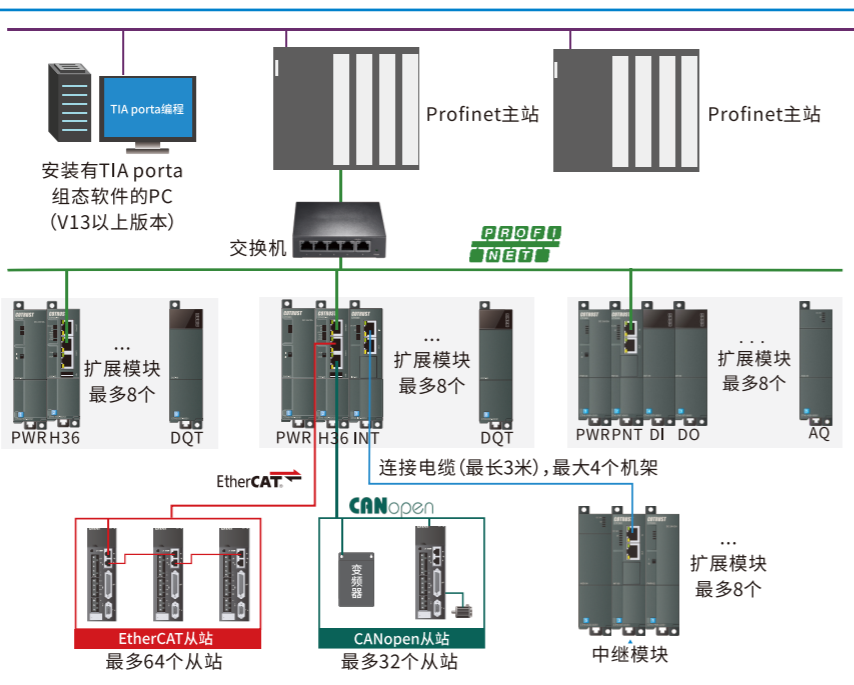 TIA porta编程
Profinet主站
Profinet主站
安装有TIA porta
组态软件的PC
（V13以上版本）
交换机
PROFI
NET
...
扩展模块
最多8个
PWR H36
DQT
...
扩展模块
最多8个
PWR H36 INT
DQT
...
扩展模块
最多8个
PWR PNT DI DO
AQ
EtherCAT
连接电缆（最长3米），最大4个机架
CANopen
变频器
EtherCAT从站
最多64个从站
CANopen从站
最多32个从站
...
扩展模块
最多8个
中继模块